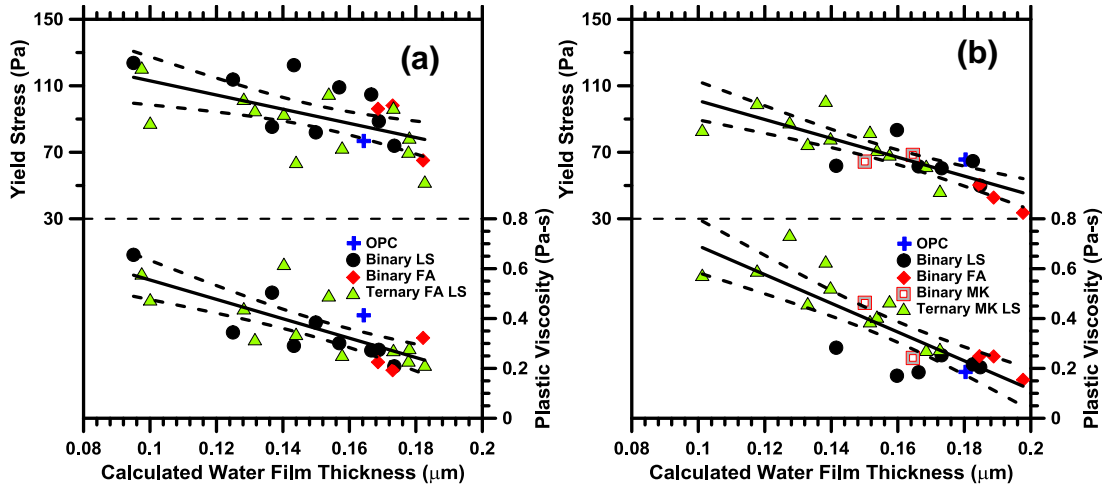 (a)
Yield Stress (Pa)
150
110
70
30
0.8
0.6
0.4
0.2
0
Plastic Viscosity (Pa-s)
OPC
Binary LS
Binary FA
Ternary FA LS
0.08 0.1 0.12 0.14 0.16 0.18 0.2
Calculated Water Film Thickness (μm)
(b)
Yield Stress (Pa)
150
110
70
30
0.8
0.6
0.4
0.2
0
Plastic Viscosity (Pa-s)
OPC
Binary LS
Binary FA
Binary MK
Ternary MK LS
0.08 0.1 0.12 0.14 0.16 0.18 0.2
Calculated Water Film Thickness (μm)